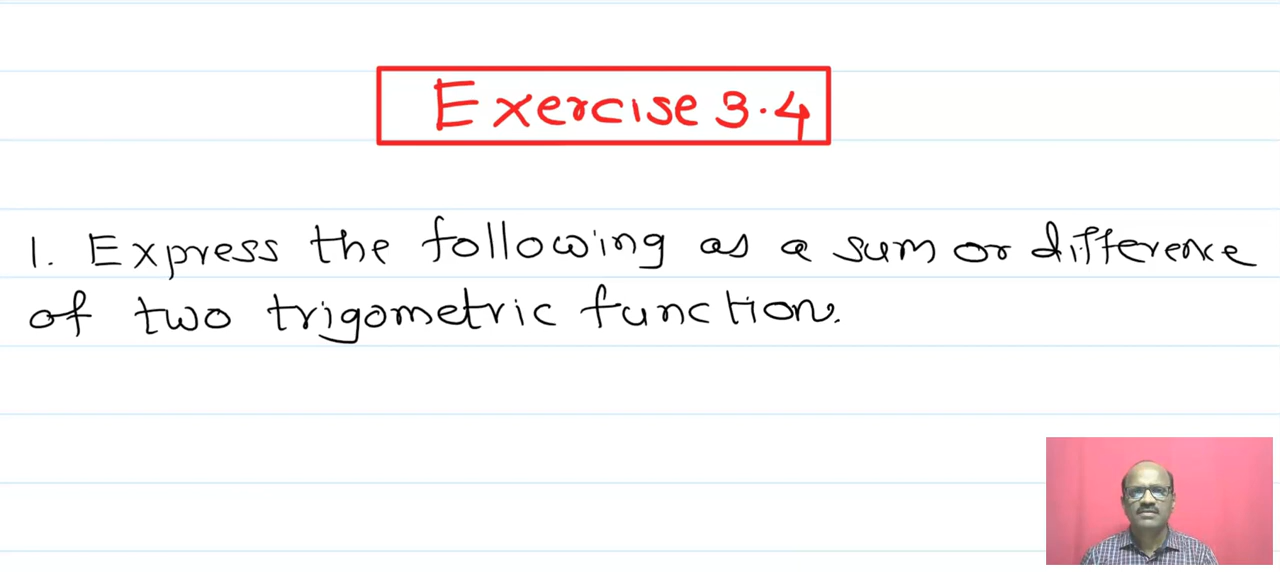 Exercise 3.4
1. Express the following as a sum or difference
of two trigometric function.